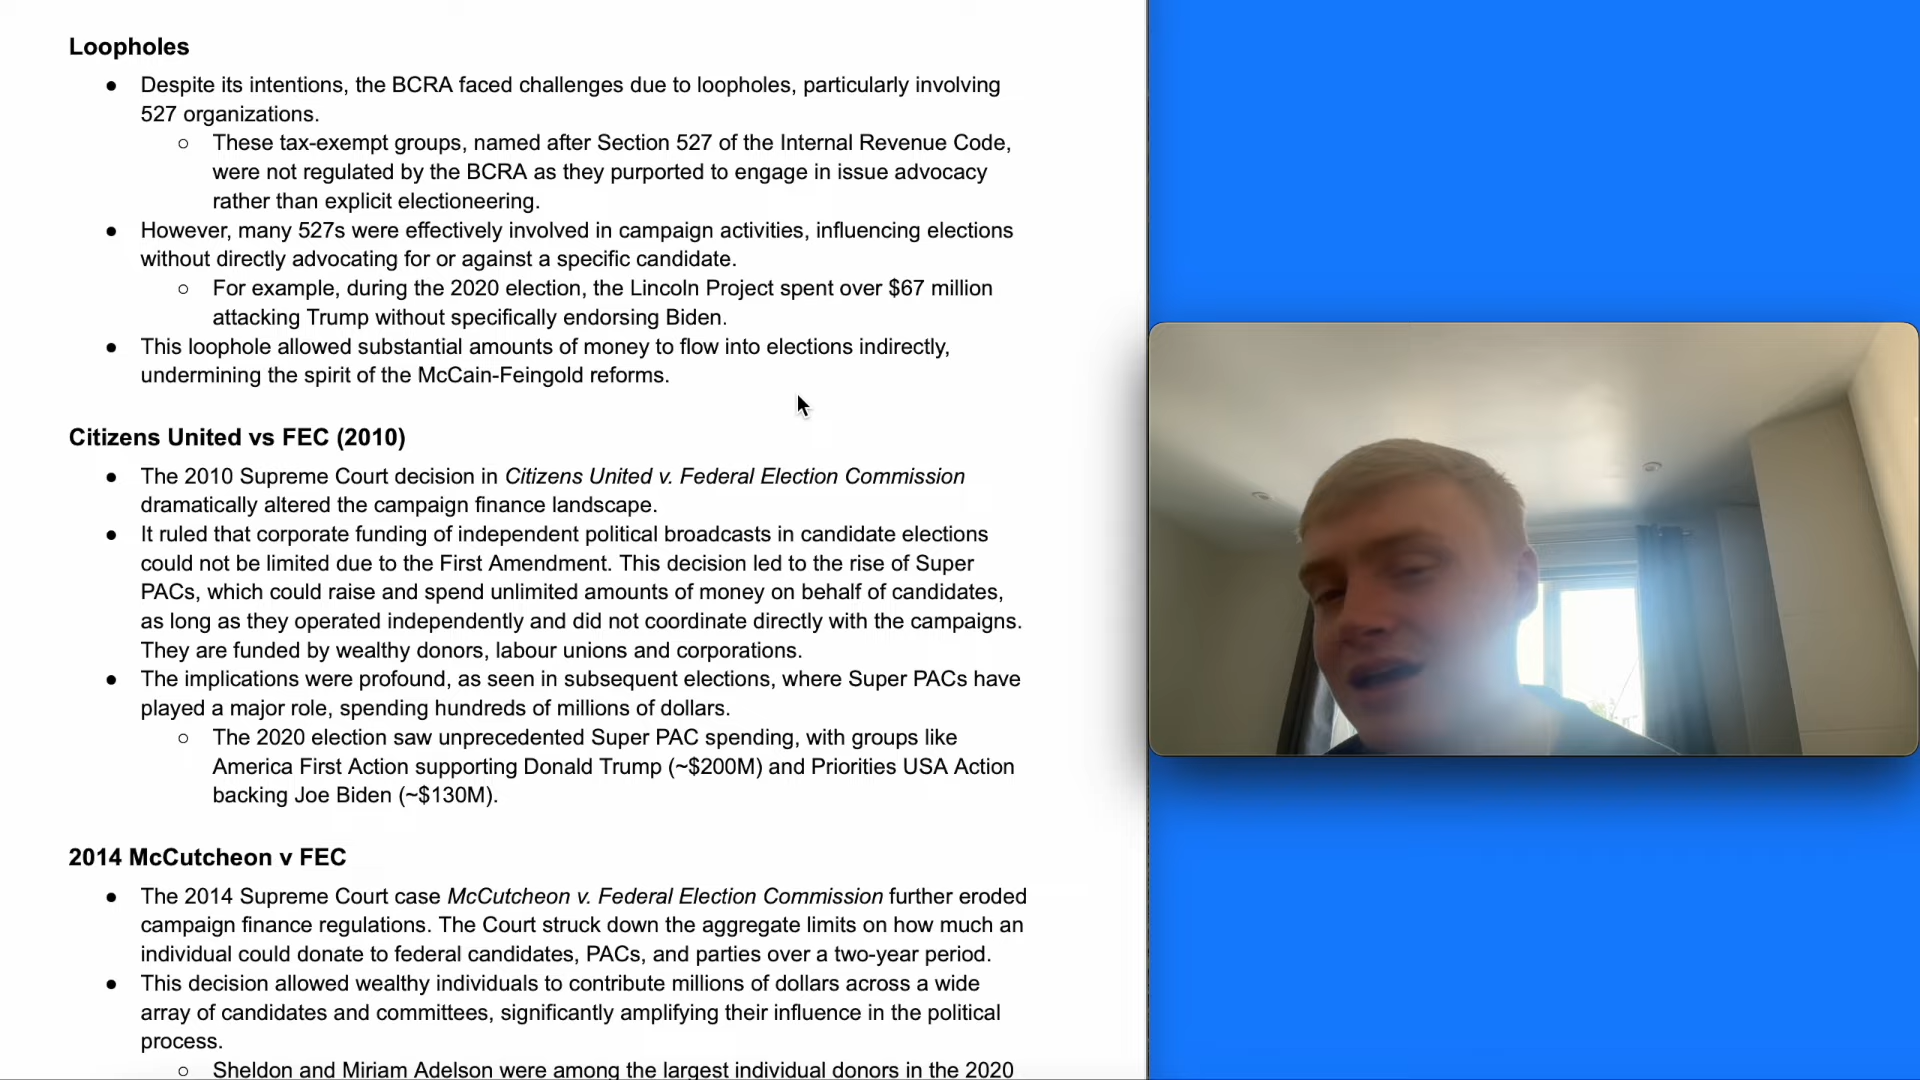 Loopholes
● Despite its intentions, the BCRA faced challenges due to loopholes, particularly involving
527 organizations.
○ These tax-exempt groups, named after Section 527 of the Internal Revenue Code,
were not regulated by the BCRA as they purported to engage in issue advocacy
rather than explicit electioneering.
● However, many 527s were effectively involved in campaign activities, influencing elections
without directly advocating for or against a specific candidate.
○ For example, during the 2020 election, the Lincoln Project spent over $67 million
attacking Trump without specifically endorsing Biden.
● This loophole allowed substantial amounts of money to flow into elections indirectly,
undermining the spirit of the McCain-Feingold reforms.
Citizens United vs FEC (2010)
● The 2010 Supreme Court decision in Citizens United v. Federal Election Commission
dramatically altered the campaign finance landscape.
● It ruled that corporate funding of independent political broadcasts in candidate elections
could not be limited due to the First Amendment. This decision led to the rise of Super
PACs, which could raise and spend unlimited amounts of money on behalf of candidates,
as long as they operated independently and did not coordinate directly with the campaigns.
They are funded by wealthy donors, labour unions and corporations.
● The implications were profound, as seen in subsequent elections, where Super PACs have
played a major role, spending hundreds of millions of dollars.
○ The 2020 election saw unprecedented Super PAC spending, with groups like
America First Action supporting Donald Trump (~$200M) and Priorities USA Action
backing Joe Biden (~$130M).
2014 McCutcheon v FEC
● The 2014 Supreme Court case McCutcheon v. Federal Election Commission further eroded
campaign finance regulations. The Court struck down the aggregate limits on how much an
individual could donate to federal candidates, PACs, and parties over a two-year period.
● This decision allowed wealthy individuals to contribute millions of dollars across a wide
array of candidates and committees, significantly amplifying their influence in the political
process.
○ Sheldon and Miriam Adelson were among the largest individual donors in the 2020